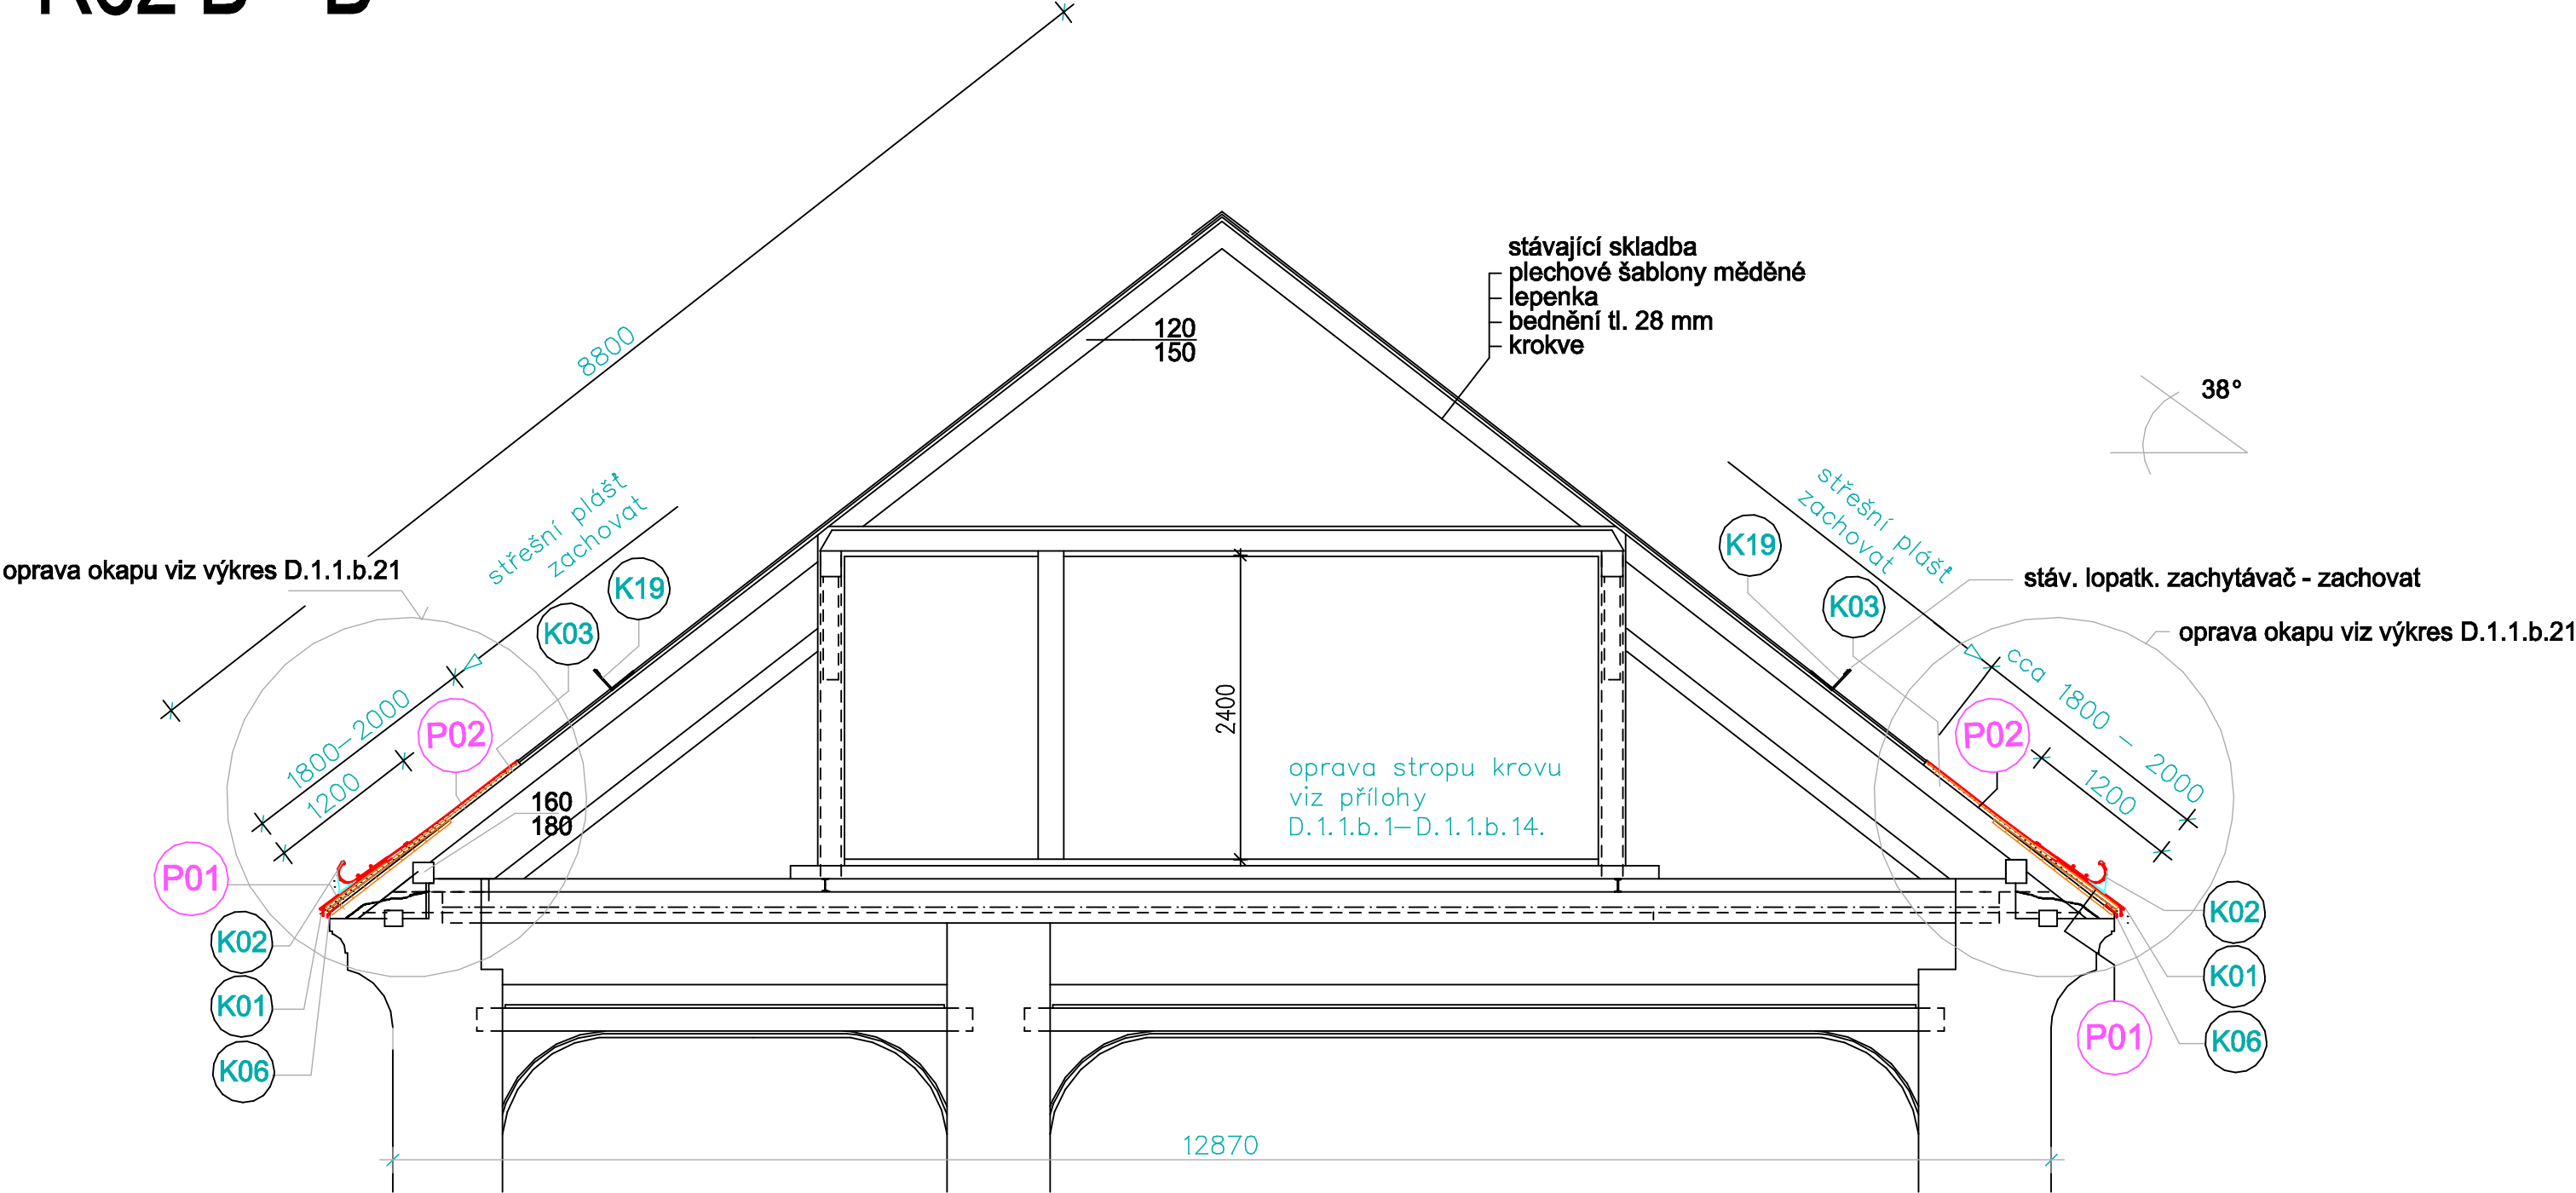 8800
stávající skladba
plechové šablony měděné
lepenka
bednění tl. 28 mm
krokve
120
150
38°
střešní plášť
zachovat
střešní plášť
zachovat
oprava okapu viz výkres D.1.1.b.21
K19
K03
K19
K03
stáv. lopatk. zachytávač - zachovat
oprava okapu viz výkres D.1.1.b.21
1800-2000
1200
P02
cca 1800 - 2000
1200
P02
2400
oprava stropu krovu
viz přílohy
D.1.1.b.1-D.1.1.b.14.
160
180
P01
K02
K01
K06
K02
K01
K06
P01
12870